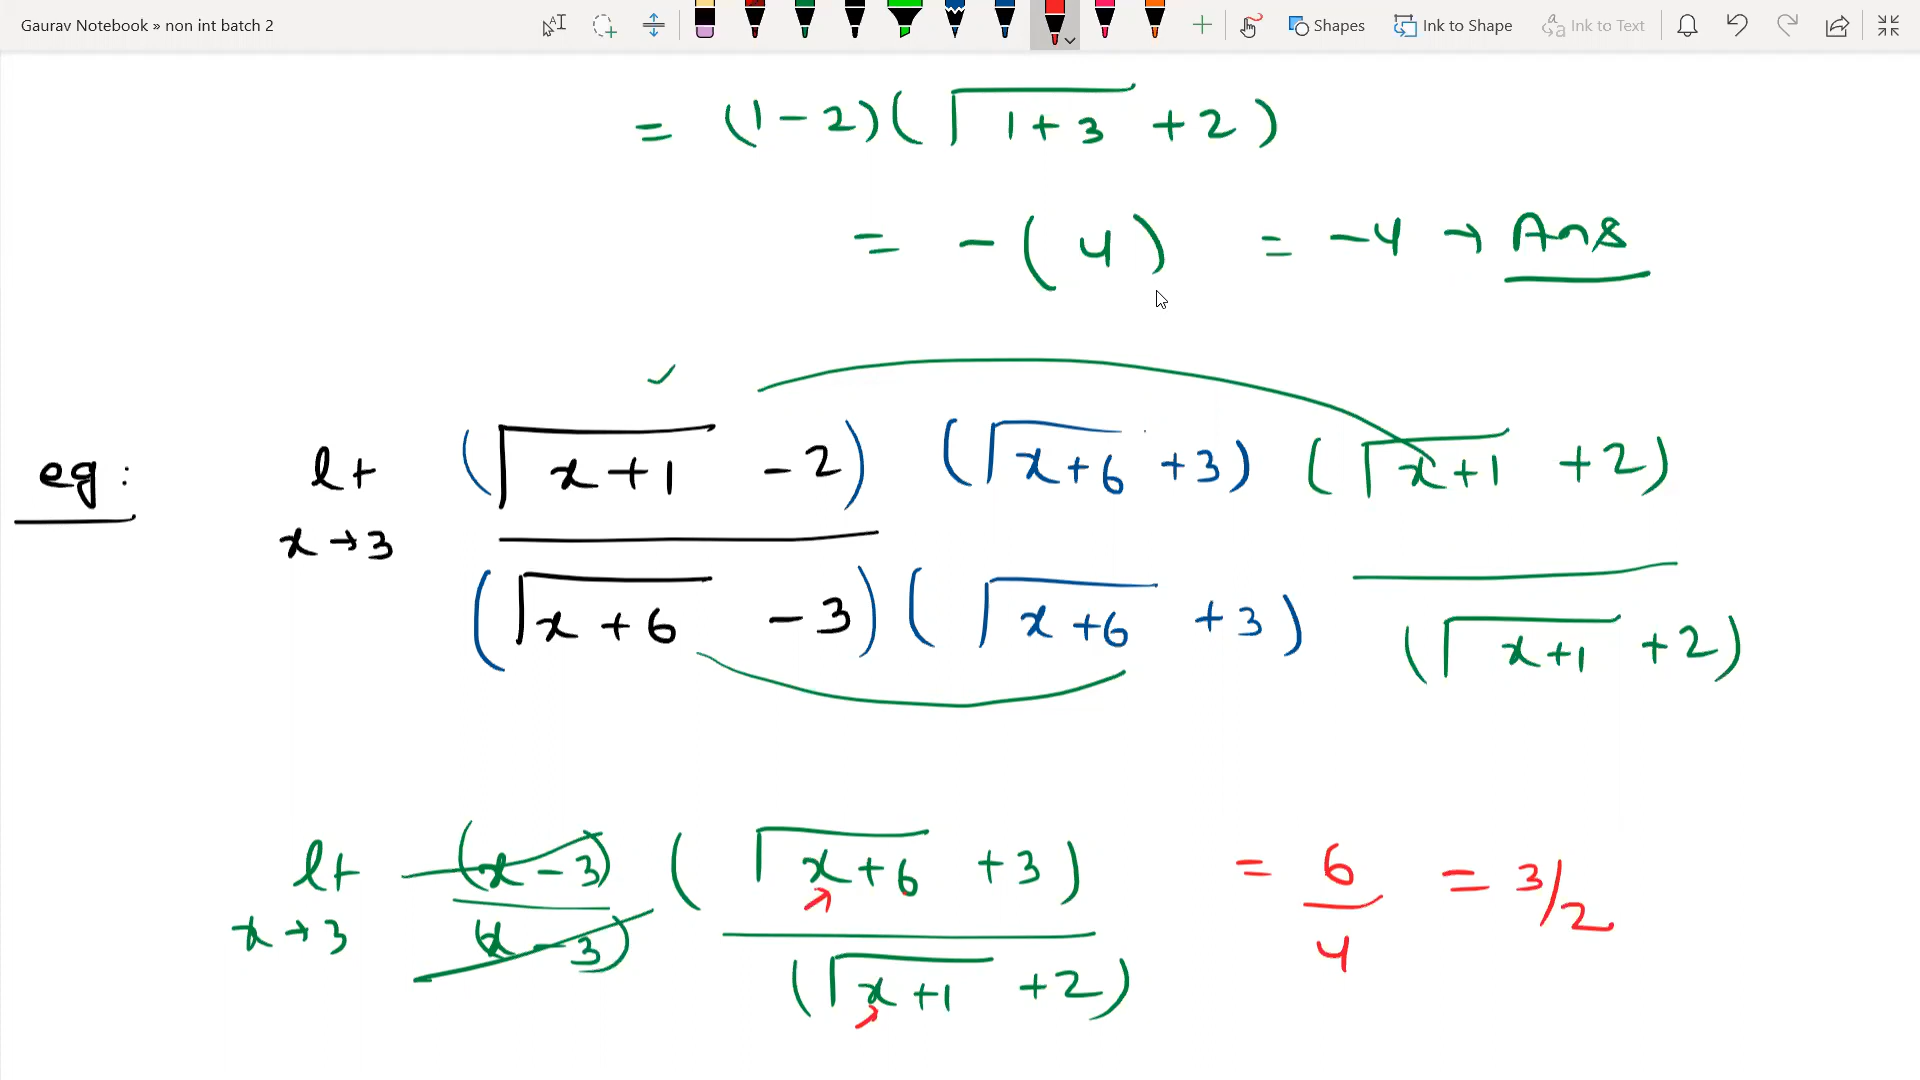 Gaurav Notebook » non int batch 2
Shapes Ink to Shape Ink to Text
= (1-2)(√(1+3) +2)
= -(4) = -4 → Ans
eg: lt x→3 (√(x+1) -2) (√(x+6) +3) (√(x+1) +2)
(√(x+6) -3)(√(x+6) +3) (√(x+1) +2)
lt x→3 (x-3) (√(x+6) +3) = 6/4 = 3/2
(x-3) (√(x+1) +2)